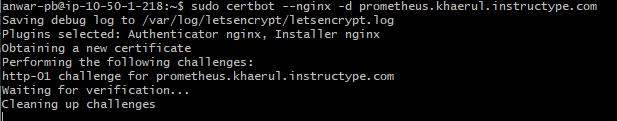 anwar-pb@ip-10-50-1-218:~$ sudo certbot --nginx -d prometheus.khaerul.instructype.com
Saving debug log to /var/log/letsencrypt/letsencrypt.log
Plugins selected: Authenticator nginx, Installer nginx
Obtaining a new certificate
Performing the following challenges:
http-01 challenge for prometheus.khaerul.instructype.com
Waiting for verification...
Cleaning up challenges